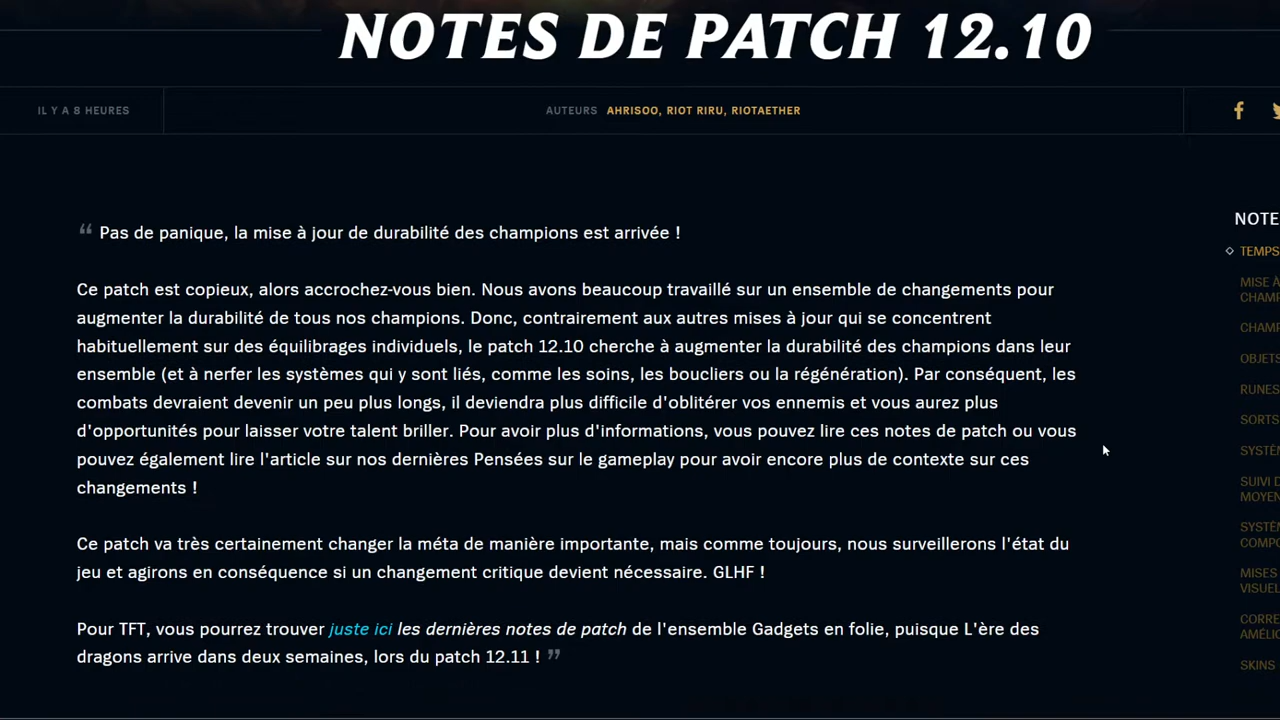 NOTES DE PATCH 12.10
IL Y A 8 HEURES
AUTEURS AHRISOO, RIOT RIRU, RIOTAETHER
“ Pas de panique, la mise à jour de durabilité des champions est arrivée !
Ce patch est copieux, alors accrochez-vous bien. Nous avons beaucoup travaillé sur un ensemble de changements pour
augmenter la durabilité de tous nos champions. Donc, contrairement aux autres mises à jour qui se concentrent
habituellement sur des équilibrages individuels, le patch 12.10 cherche à augmenter la durabilité des champions dans leur
ensemble (et à nerfer les systèmes qui y sont liés, comme les soins, les boucliers ou la régénération). Par conséquent, les
combats devraient devenir un peu plus longs, il deviendra plus difficile d'oblitérer vos ennemis et vous aurez plus
d'opportunités pour laisser votre talent briller. Pour avoir plus d'informations, vous pouvez lire ces notes de patch ou vous
pouvez également lire l'article sur nos dernières Pensées sur le gameplay pour avoir encore plus de contexte sur ces
changements !
Ce patch va très certainement changer la méta de manière importante, mais comme toujours, nous surveillerons l'état du
jeu et agirons en conséquence si un changement critique devient nécessaire. GLHF !
Pour TFT, vous pourrez trouver juste ici les dernières notes de patch de l'ensemble Gadgets en folie, puisque L'ère des
dragons arrive dans deux semaines, lors du patch 12.11 ! ”
NOTE
TEMPS
MISE À
CHAMP
CHAMP
OBJETS
RUNES
SORTS
SYSTÈ
SUIVI D
MOYEN
SYSTÈ
COMPO
MISES
VISUEL
CORRE
AMÉLIO
SKINS